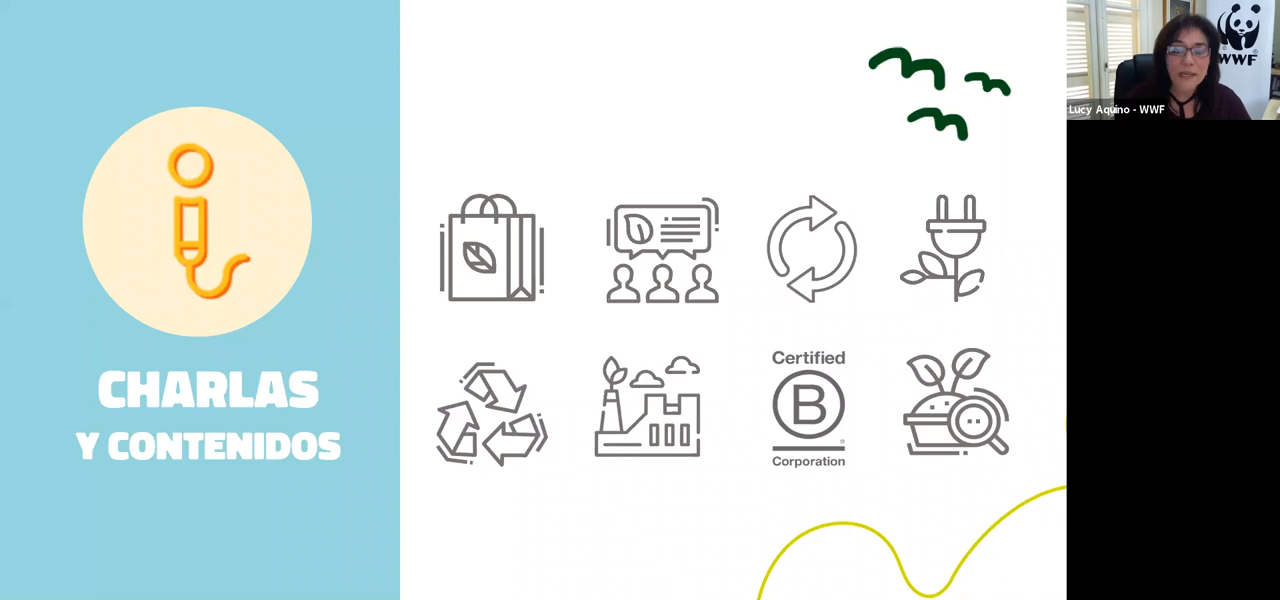 CHARLAS
Y CONTENIDOS
Certified
B
®
Corporation
WWF
®
Lucy Aquino - WWF